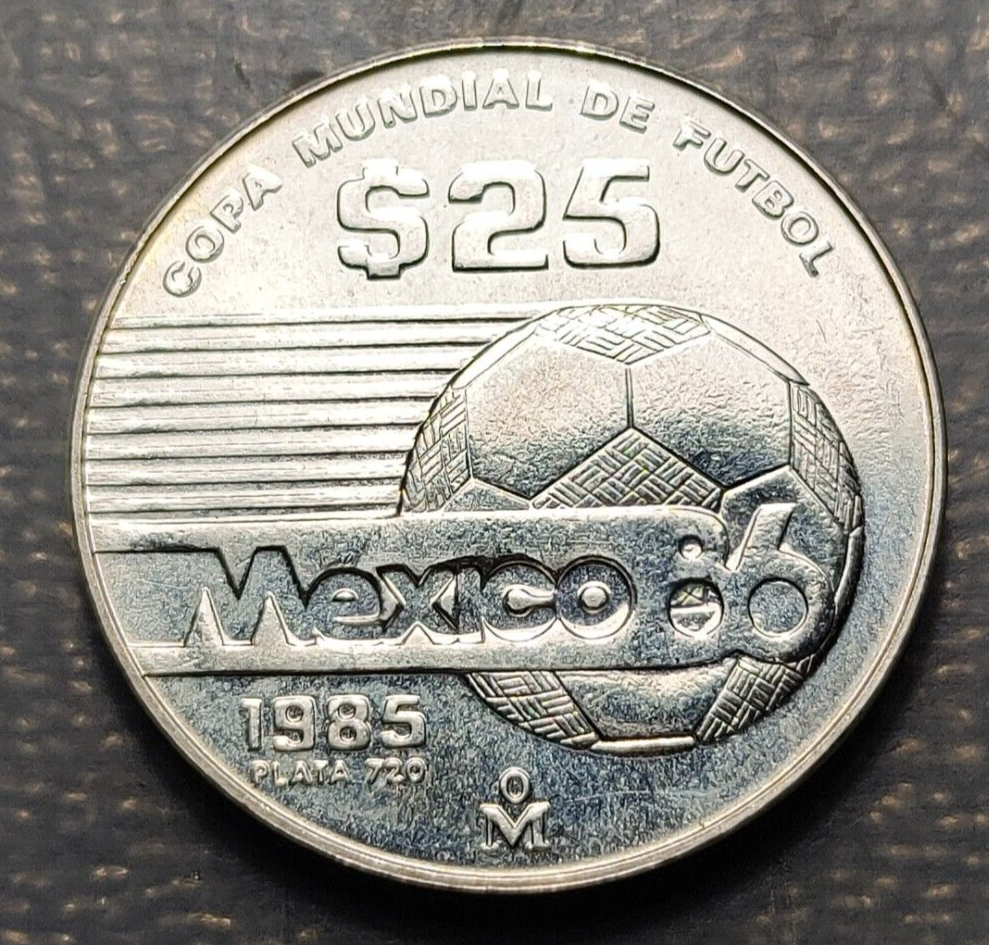 COPA MUNDIAL DE FUTBOL
$25
Mexico 86
1985
PLATA 720
Mo